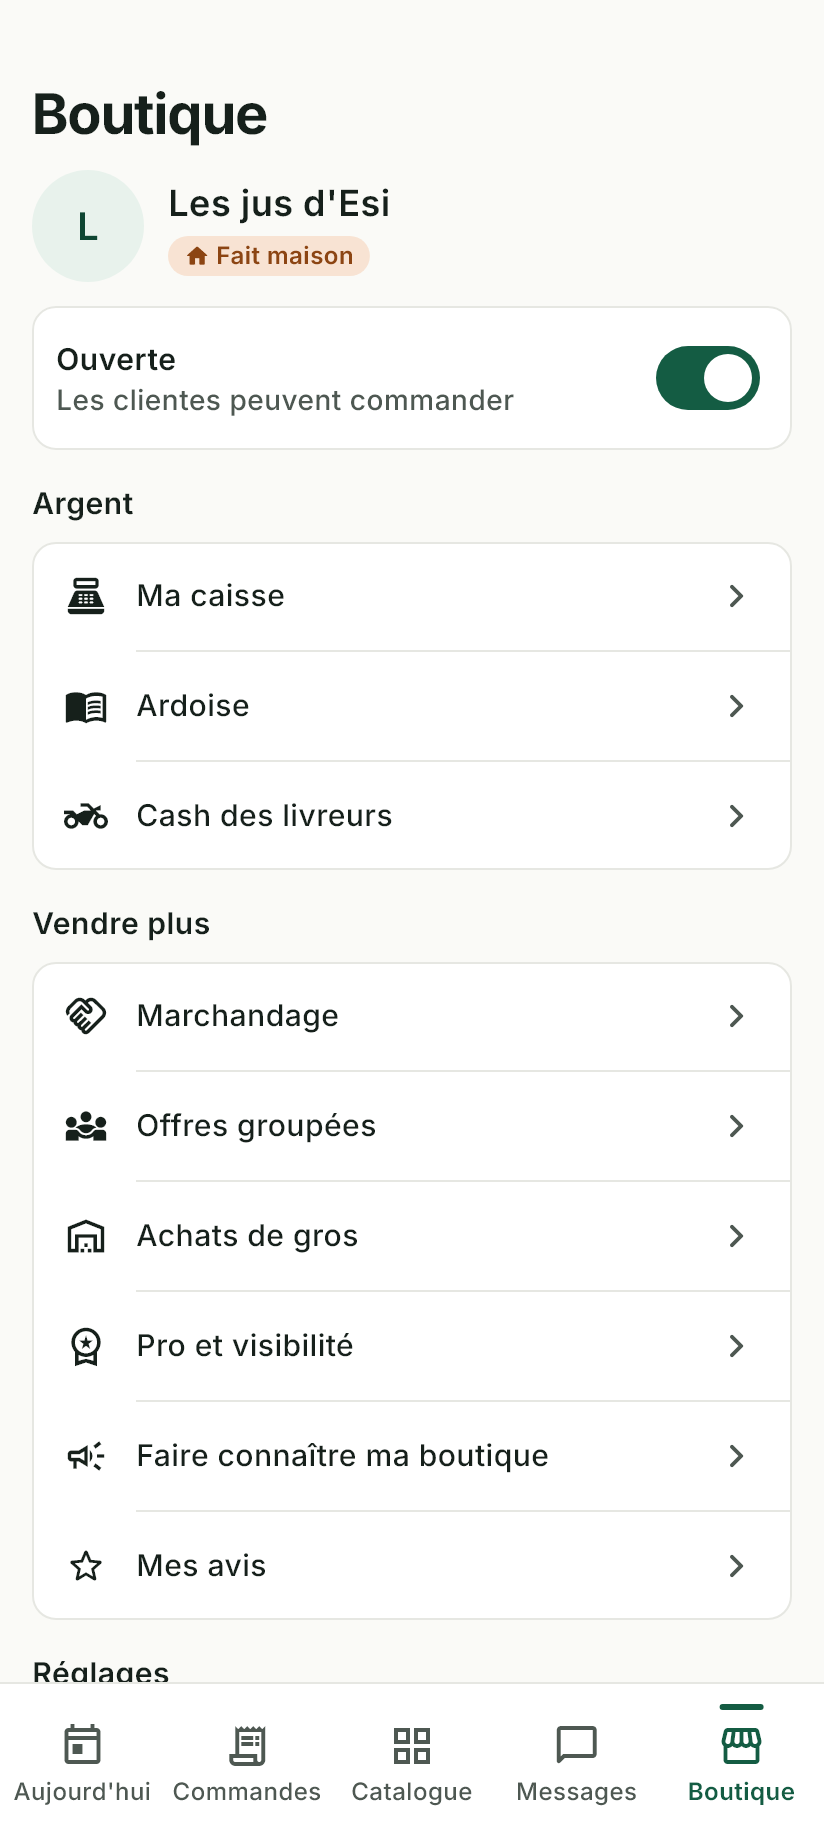 Boutique
L
Les jus d'Esi
Fait maison
Ouverte
Les clientes peuvent commander
Argent
Ma caisse
Ardoise
Cash des livreurs
Vendre plus
Marchandage
Offres groupées
Achats de gros
Pro et visibilité
Faire connaître ma boutique
Mes avis
Réglages
Aujourd'hui
Commandes
Catalogue
Messages
Boutique